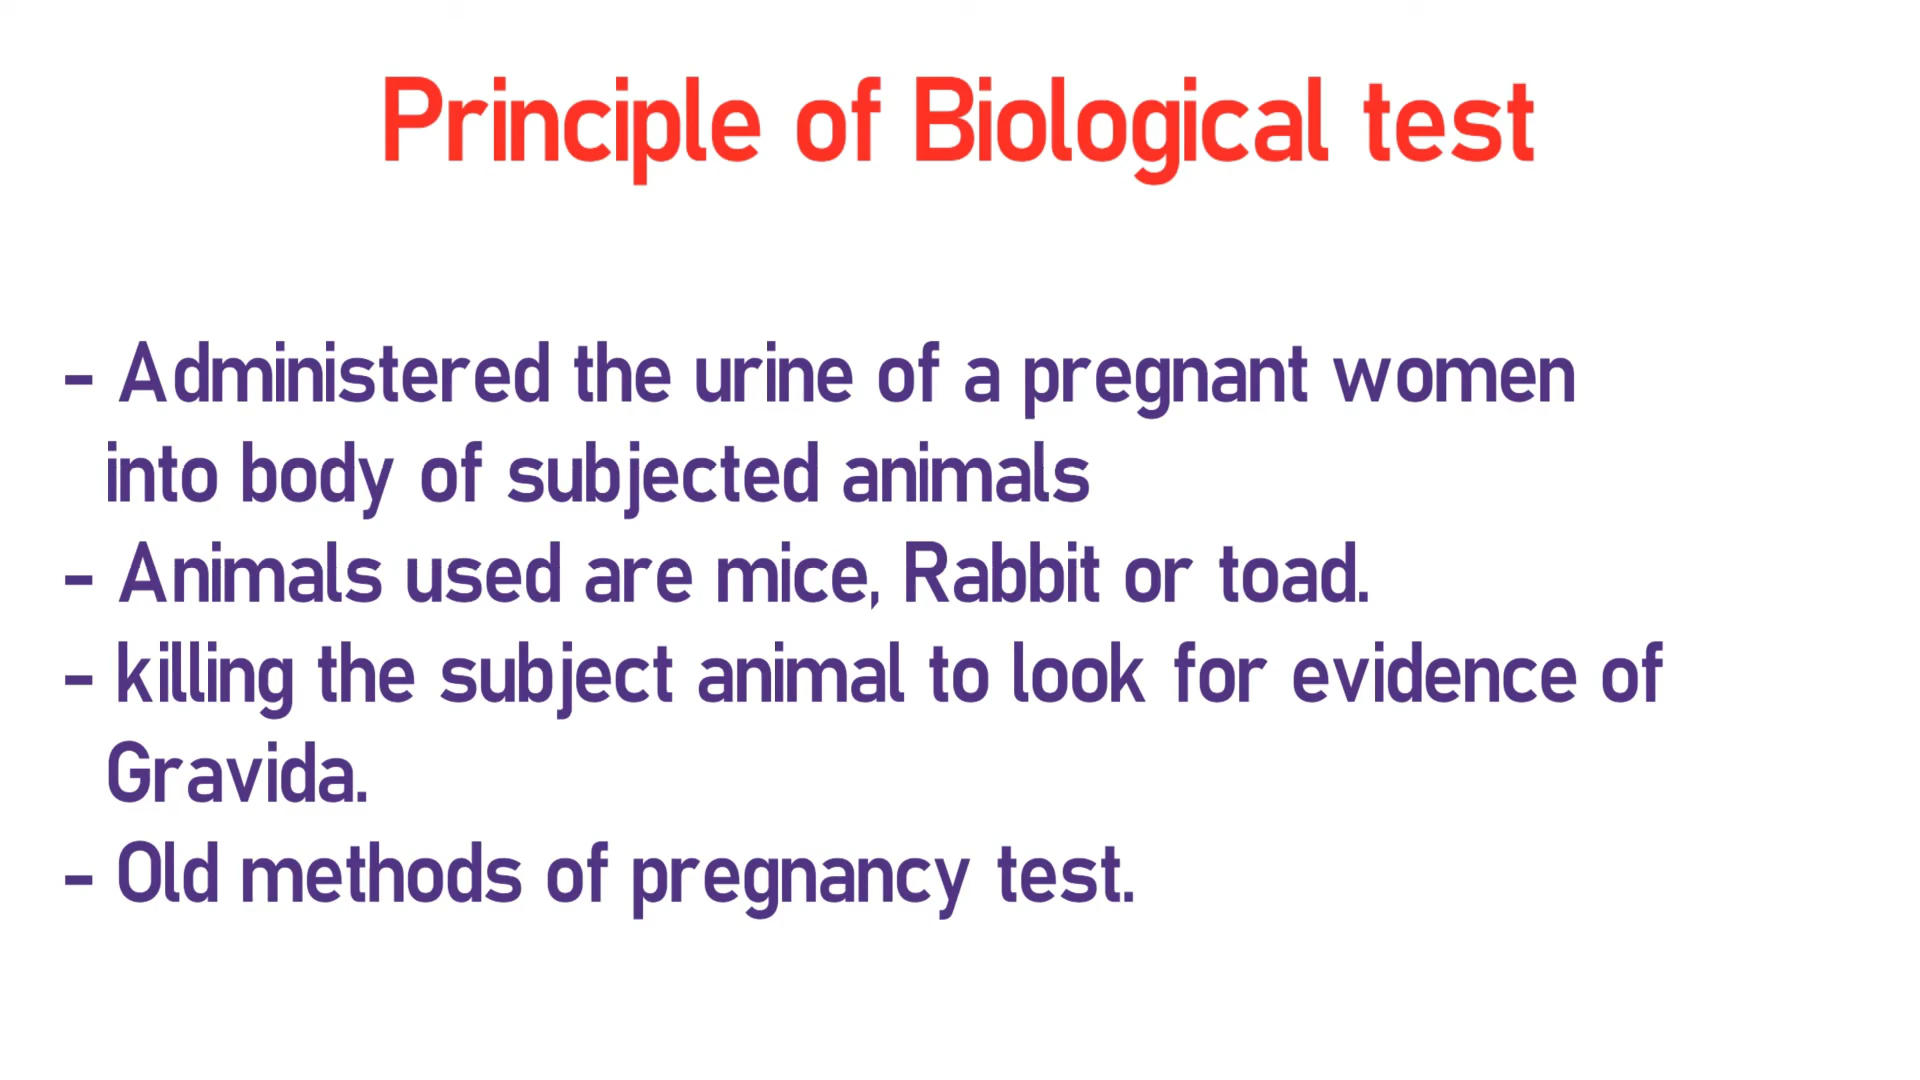 Principle of Biological test
- Administered the urine of a pregnant women
into body of subjected animals
- Animals used are mice, Rabbit or toad.
- killing the subject animal to look for evidence of
Gravida.
- Old methods of pregnancy test.